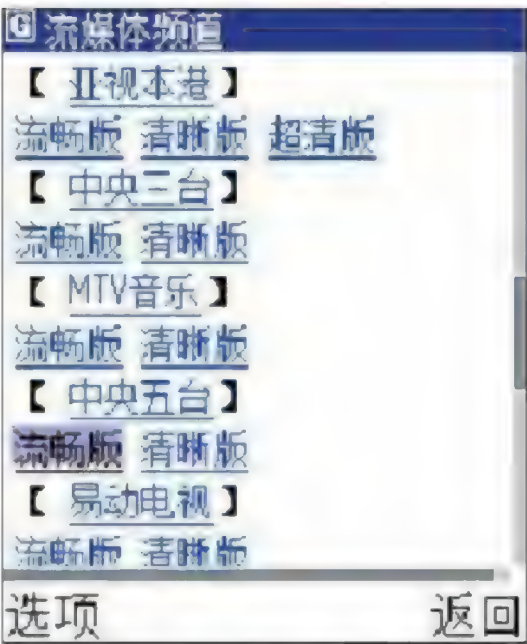 G 流媒体频道
【 亚视本港 】
流畅版 清晰版 超清版
【 中央三台 】
流畅版 清晰版
【 MTV音乐 】
流畅版 清晰版
【 中央五台 】
流畅版 清晰版
【 易动电视 】
流畅版 清晰版
选项 返回